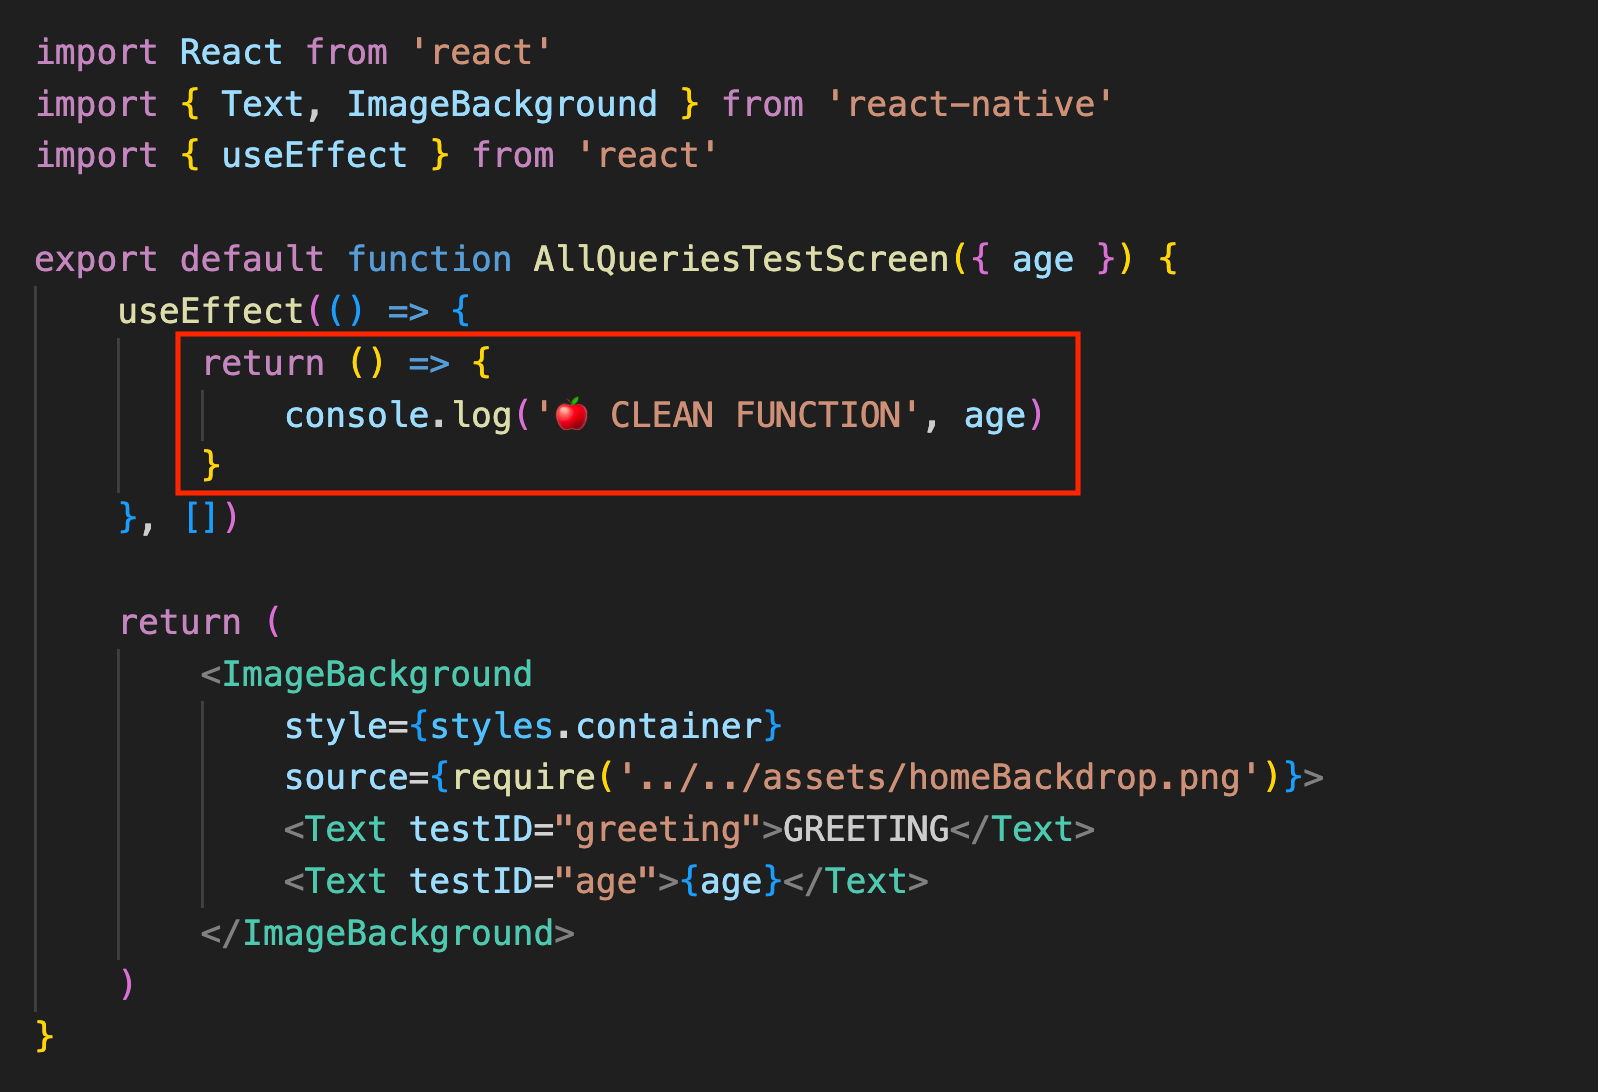 import React from 'react'
import { Text, ImageBackground } from 'react-native'
import { useEffect } from 'react'
export default function AllQueriesTestScreen({ age }) {
useEffect(() => {
return () => {
console.log('🍎 CLEAN FUNCTION', age)
}
}, [])
return (
<ImageBackground
style={styles.container}
source={require('../../assets/homeBackdrop.png')}>
<Text testID="greeting">GREETING</Text>
<Text testID="age">{age}</Text>
</ImageBackground>
)
}